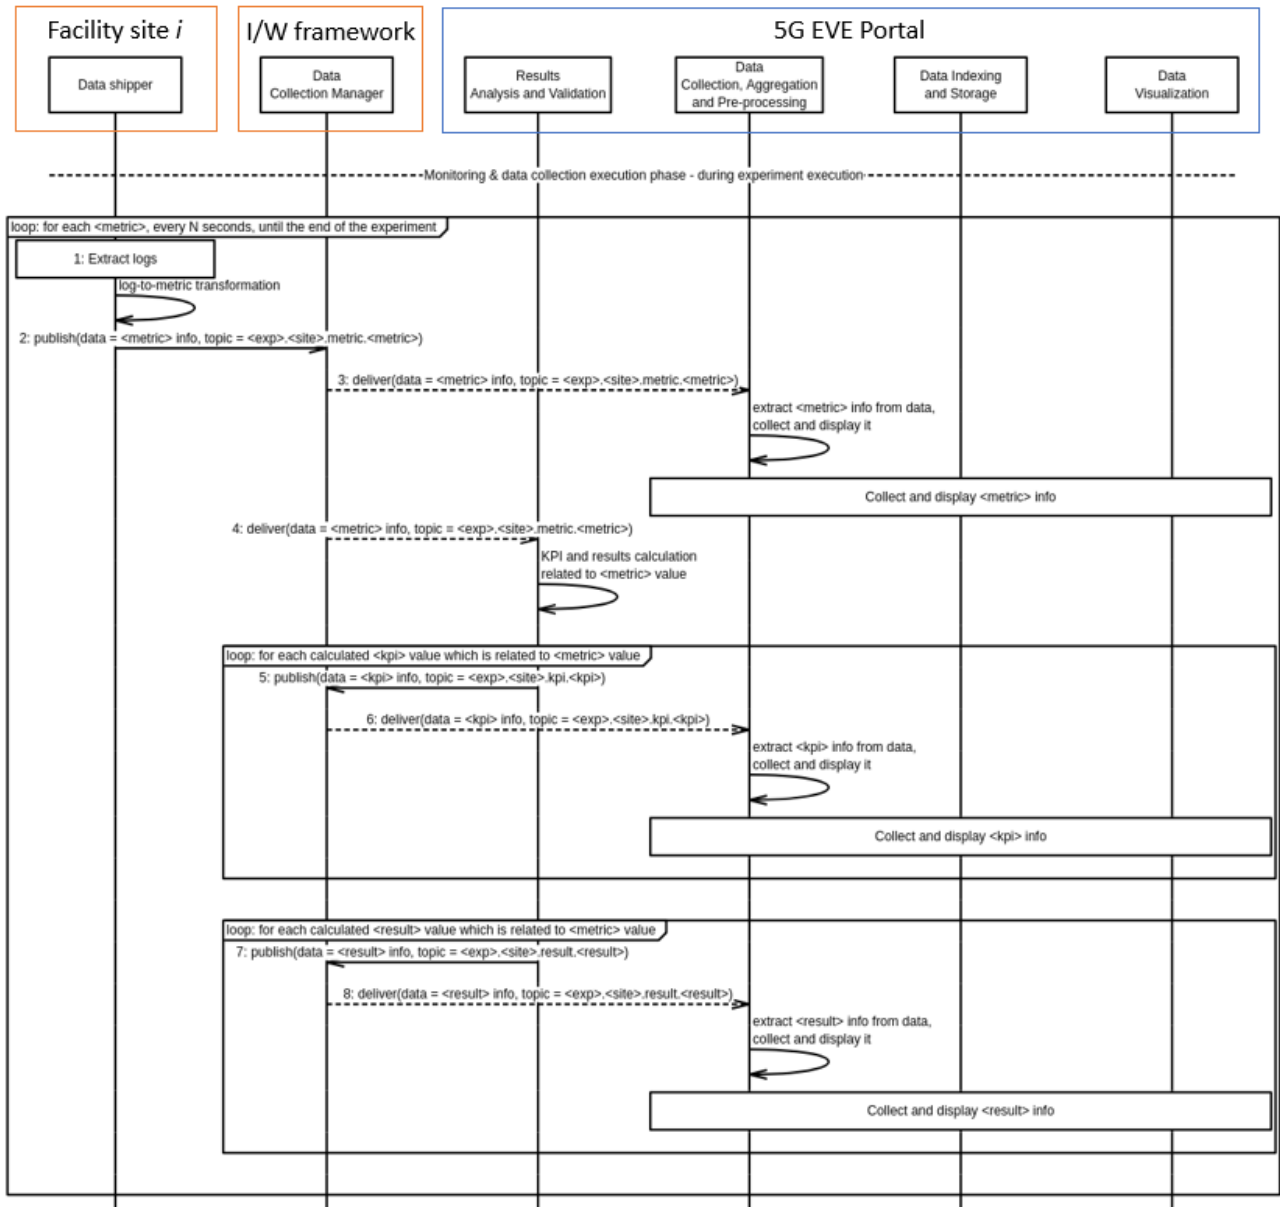 Facility site i
I/W framework
5G EVE Portal
Data shipper
Data
Collection Manager
Results
Analysis and Validation
Data
Collection, Aggregation
and Pre-processing
Data Indexing
and Storage
Data
Visualization
Monitoring & data collection execution phase - during experiment execution
loop: for each <metric>, every N seconds, until the end of the experiment
1: Extract logs
log-to-metric transformation
2: publish(data = <metric> info, topic = <exp>.<site>.metric.<metric>)
3: deliver(data = <metric> info, topic = <exp>.<site>.metric.<metric>)
extract <metric> info from data,
collect and display it
Collect and display <metric> info
4: deliver(data = <metric> info, topic = <exp>.<site>.metric.<metric>)
KPI and results calculation
related to <metric> value
loop: for each calculated <kpi> value which is related to <metric> value
5: publish(data = <kpi> info, topic = <exp>.<site>.kpi.<kpi>)
6: deliver(data = <kpi> info, topic = <exp>.<site>.kpi.<kpi>)
extract <kpi> info from data,
collect and display it
Collect and display <kpi> info
loop: for each calculated <result> value which is related to <metric> value
7: publish(data = <result> info, topic = <exp>.<site>.result.<result>)
8: deliver(data = <result> info, topic = <exp>.<site>.result.<result>)
extract <result> info from data,
collect and display it
Collect and display <result> info